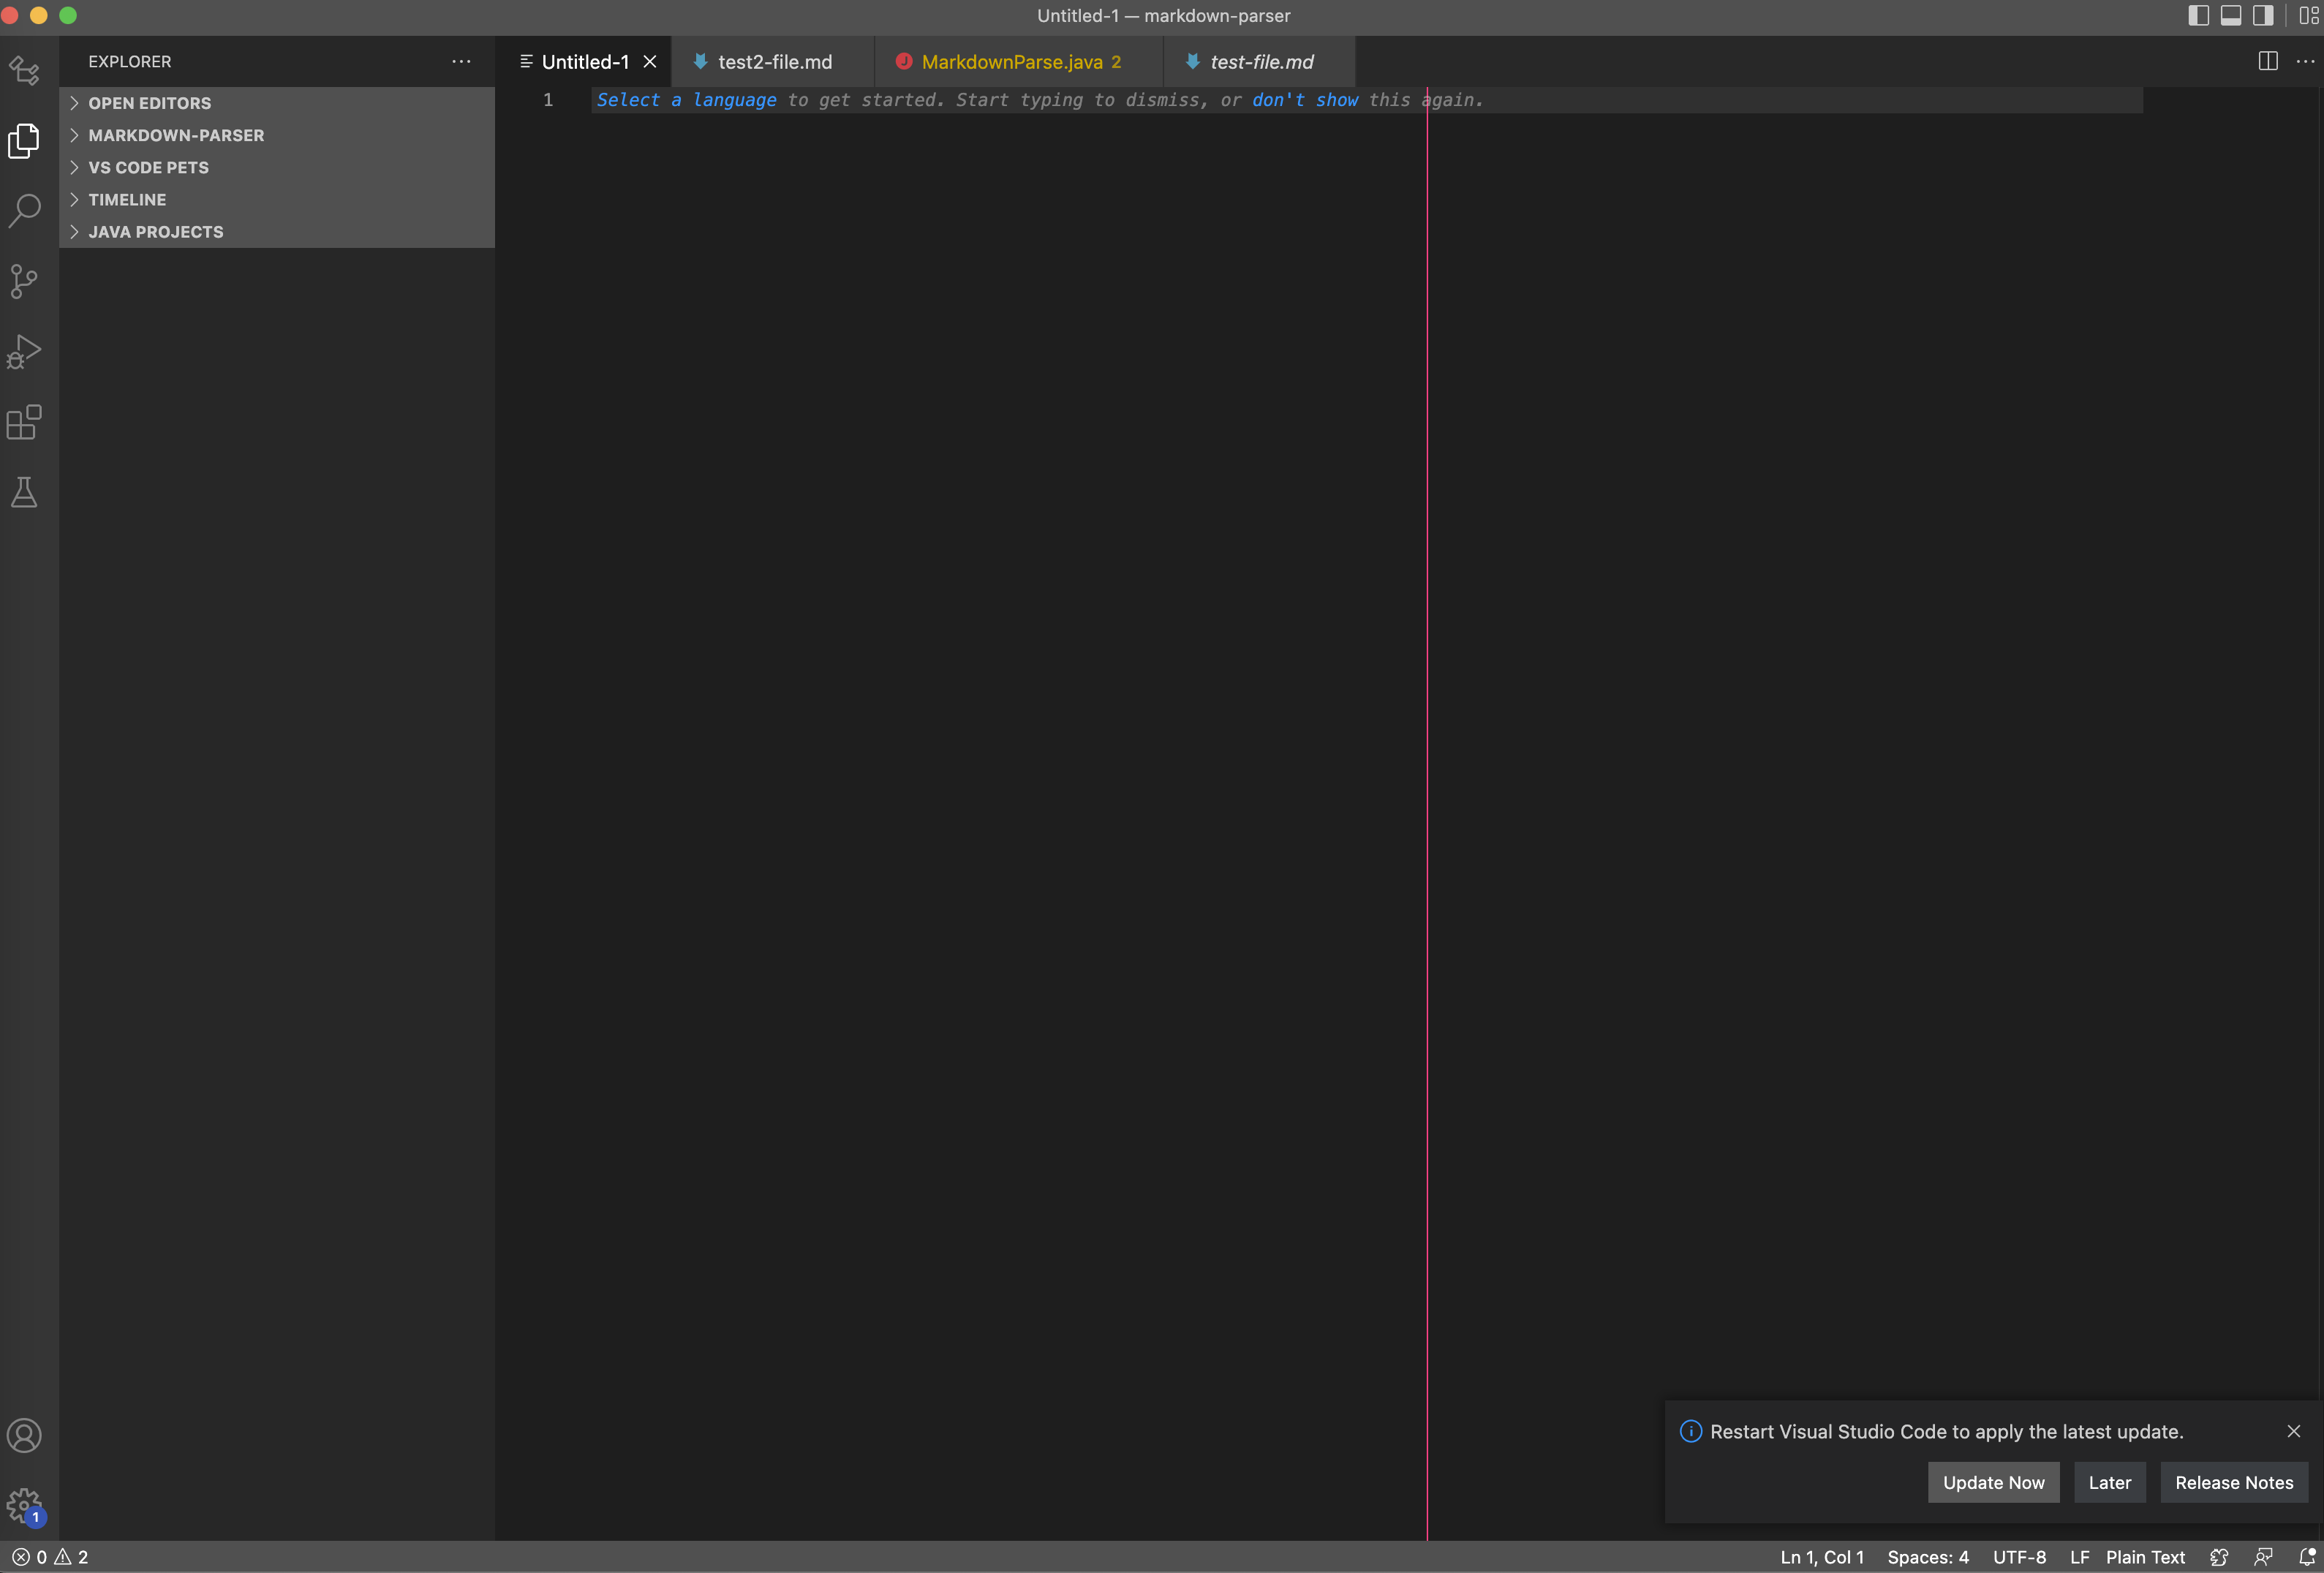 Untitled-1 — markdown-parser
EXPLORER
Untitled-1
test2-file.md
MarkdownParse.java 2
test-file.md
OPEN EDITORS
MARKDOWN-PARSER
VS CODE PETS
TIMELINE
JAVA PROJECTS
1 Select a language to get started. Start typing to dismiss, or don't show this again.
Restart Visual Studio Code to apply the latest update.
Update Now Later Release Notes
1
0 2
Ln 1, Col 1 Spaces: 4 UTF-8 LF Plain Text